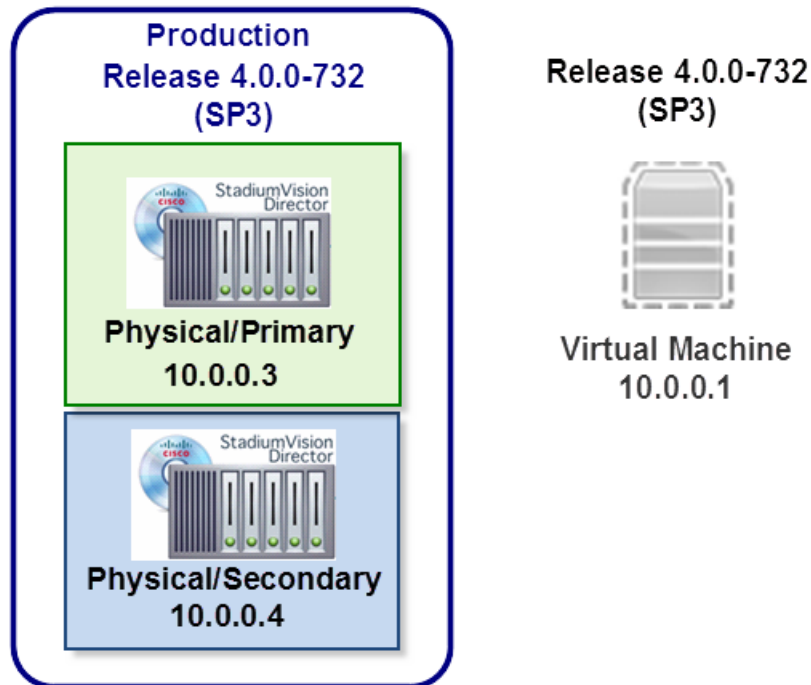 Production
Release 4.0.0-732
(SP3)
CISCO
StadiumVision
Director
Physical/Primary
10.0.0.3
CISCO
StadiumVision
Director
Physical/Secondary
10.0.0.4
Release 4.0.0-732
(SP3)
Virtual Machine
10.0.0.1